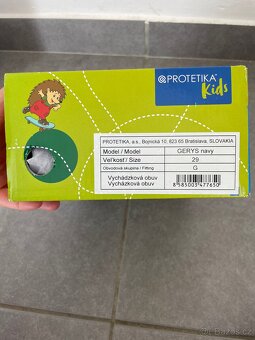 PROTETIKA®
Kids
PROTETIKA, a.s., Bojnická 10, 823 65 Bratislava, SLOVAKIA
Model / Model GERYS navy
Veľkosť / Size 29
Obvodová skupina / Fitting G
Vychádzková obuv
Vycházková obuv
8585003477650